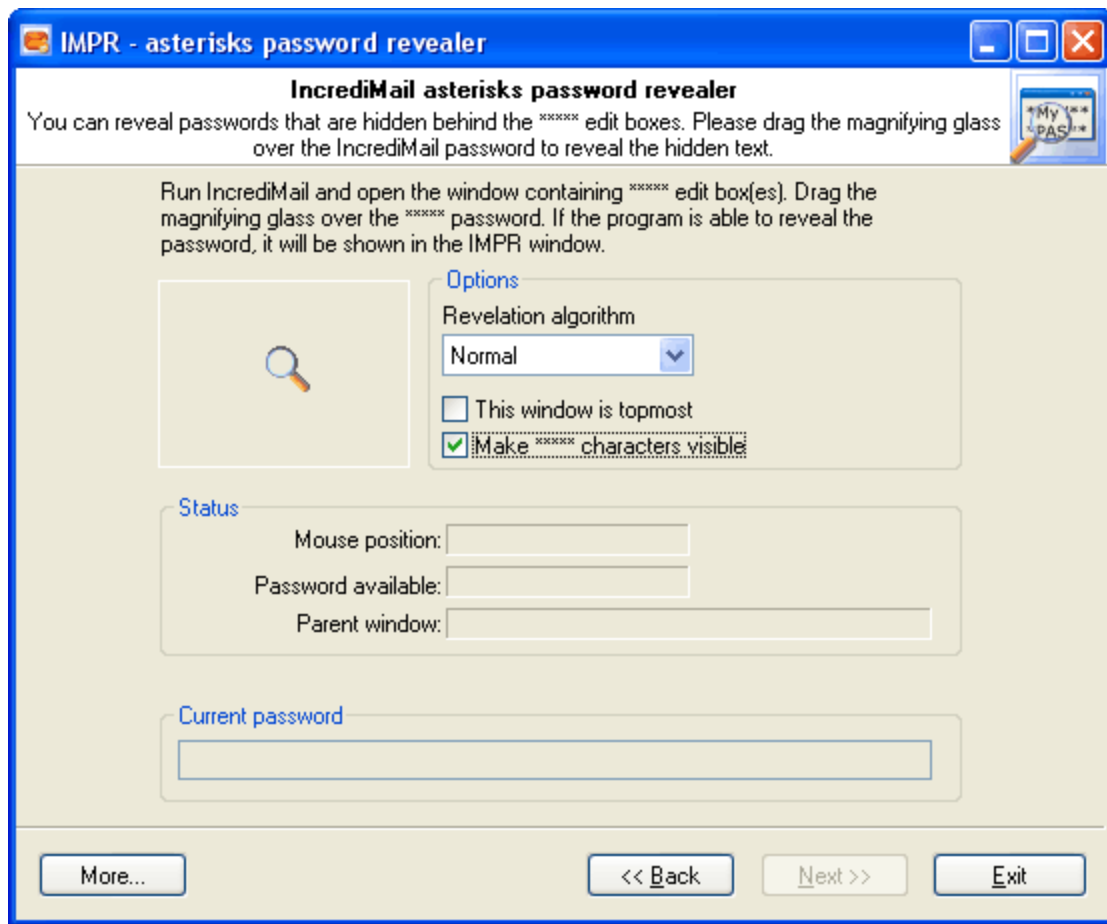 IMPR - asterisks password revealer
IncrediMail asterisks password revealer
You can reveal passwords that are hidden behind the ***** edit boxes. Please drag the magnifying glass
over the IncrediMail password to reveal the hidden text.
*My**
*PAS**
Run IncrediMail and open the window containing ***** edit box(es). Drag the
magnifying glass over the ***** password. If the program is able to reveal the
password, it will be shown in the IMPR window.
Options
Revelation algorithm
Normal
This window is topmost
Make ***** characters visible
Status
Mouse position:
Password available:
Parent window:
Current password
More...
<< Back
Next >>
Exit